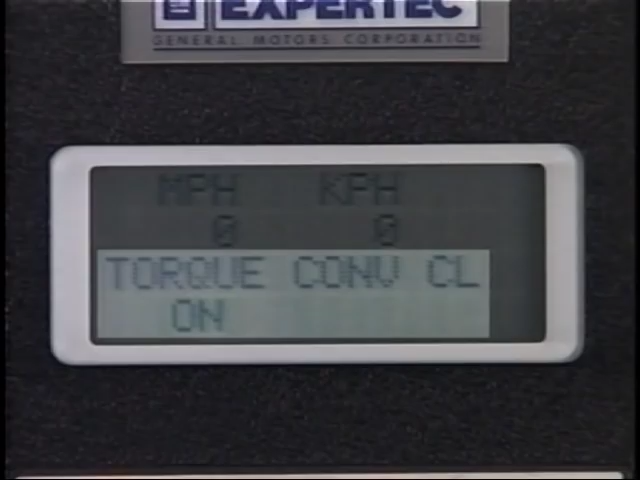 EXPERTEC
GENERAL MOTORS CORPORATION
MPH KPH
0 0
TORQUE CONV CL
ON